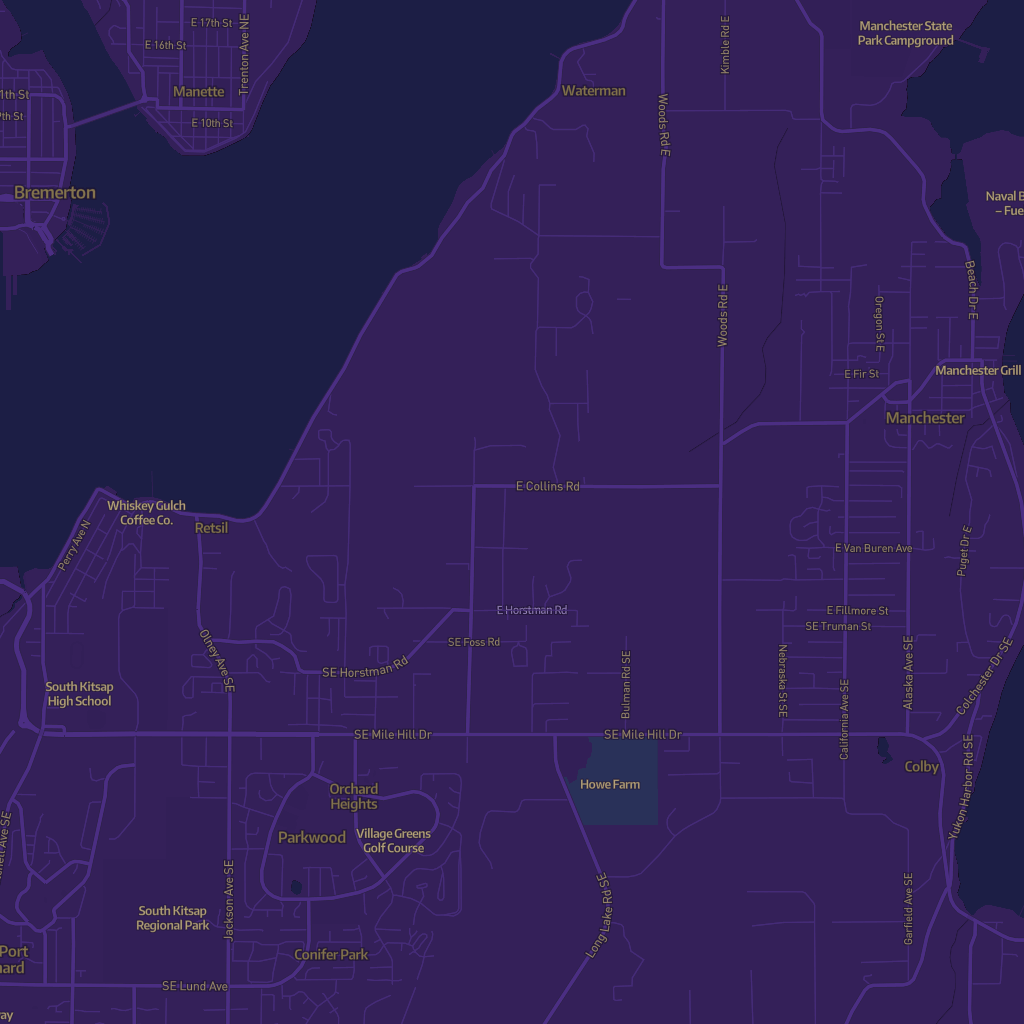 E 17th St
Trenton Ave NE
Manchester State
Park Campground
Kimble Rd E
E 16th St
Manette
Waterman
E 10th St
Woods Rd E
Bremerton
Beach Dr E
Woods Rd E
Oregon St E
Manchester Grill
E Fir St
Manchester
E Collins Rd
Whiskey Gulch
Coffee Co.
Retsil
Perry Ave N
E Van Buren Ave
Puget Dr E
E Horstman Rd
E Fillmore St
SE Truman St
SE Foss Rd
Olney Ave SE
SE Horstman Rd
Bulman Rd SE
Nebraska St SE
Alaska Ave SE
California Ave SE
Colchester Dr SE
South Kitsap
High School
SE Mile Hill Dr
SE Mile Hill Dr
Colby
Yukon Harbor Rd SE
Howe Farm
Orchard
Heights
Parkwood
Village Greens
Golf Course
Jackson Ave SE
South Kitsap
Regional Park
Long Lake Rd SE
Garfield Ave SE
Conifer Park
Port
SE Lund Ave